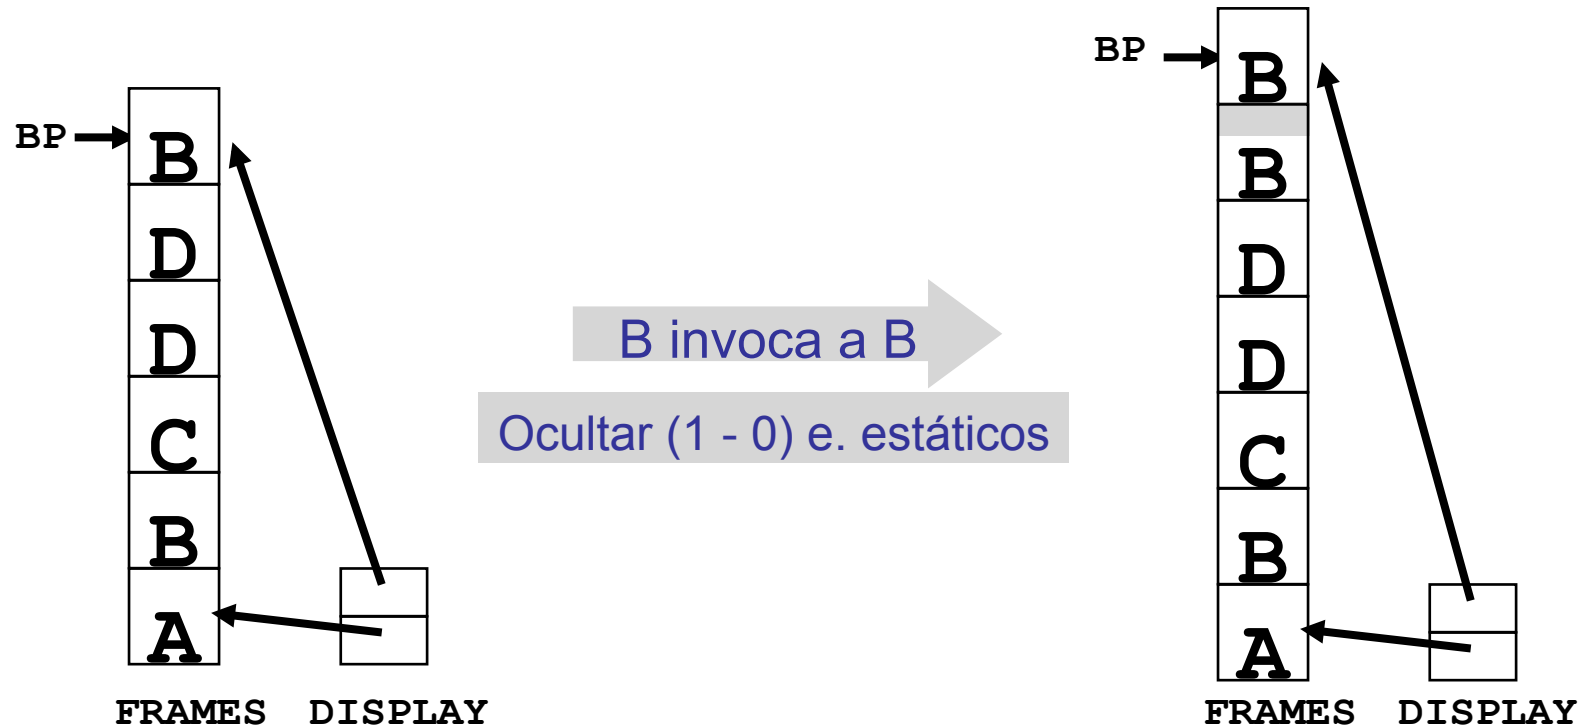 BP
B
D
D
C
B
A
FRAMES DISPLAY
B invoca a B
Ocultar (1 - 0) e. estáticos
BP
B
B
D
D
C
B
A
FRAMES DISPLAY